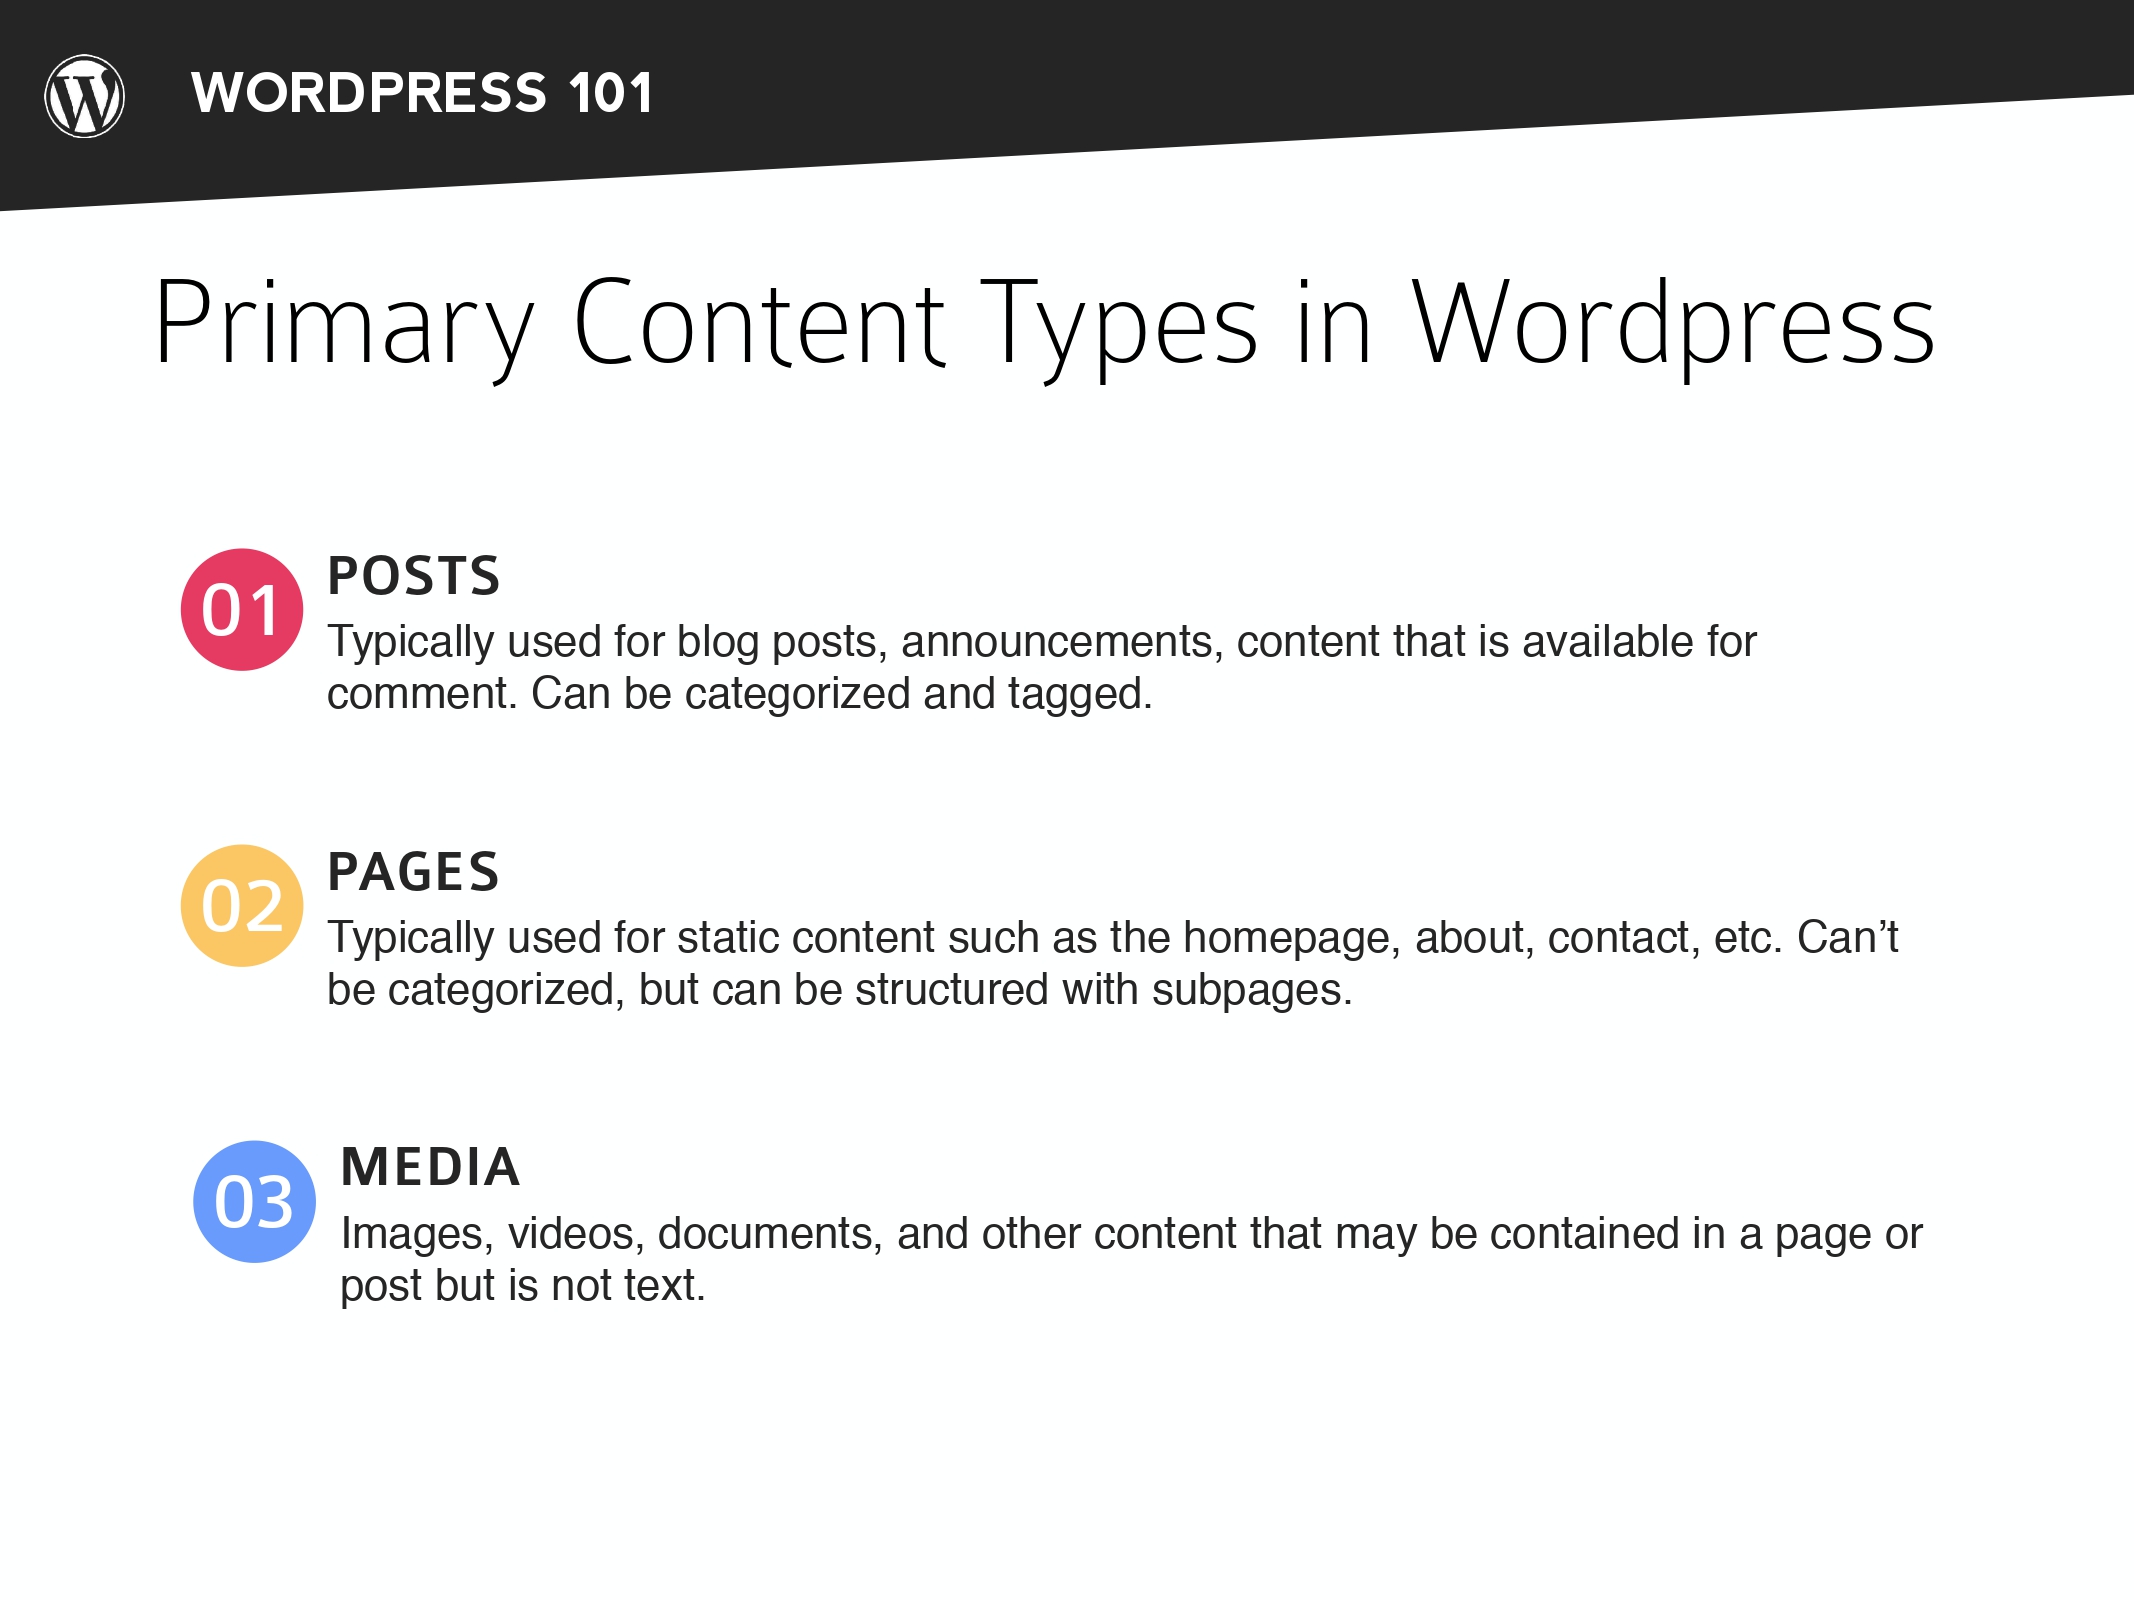 WORDPRESS 101
Primary Content Types in Wordpress
01
POSTS
Typically used for blog posts, announcements, content that is available for
comment. Can be categorized and tagged.
02
PAGES
Typically used for static content such as the homepage, about, contact, etc. Can’t
be categorized, but can be structured with subpages.
03
MEDIA
Images, videos, documents, and other content that may be contained in a page or
post but is not text.